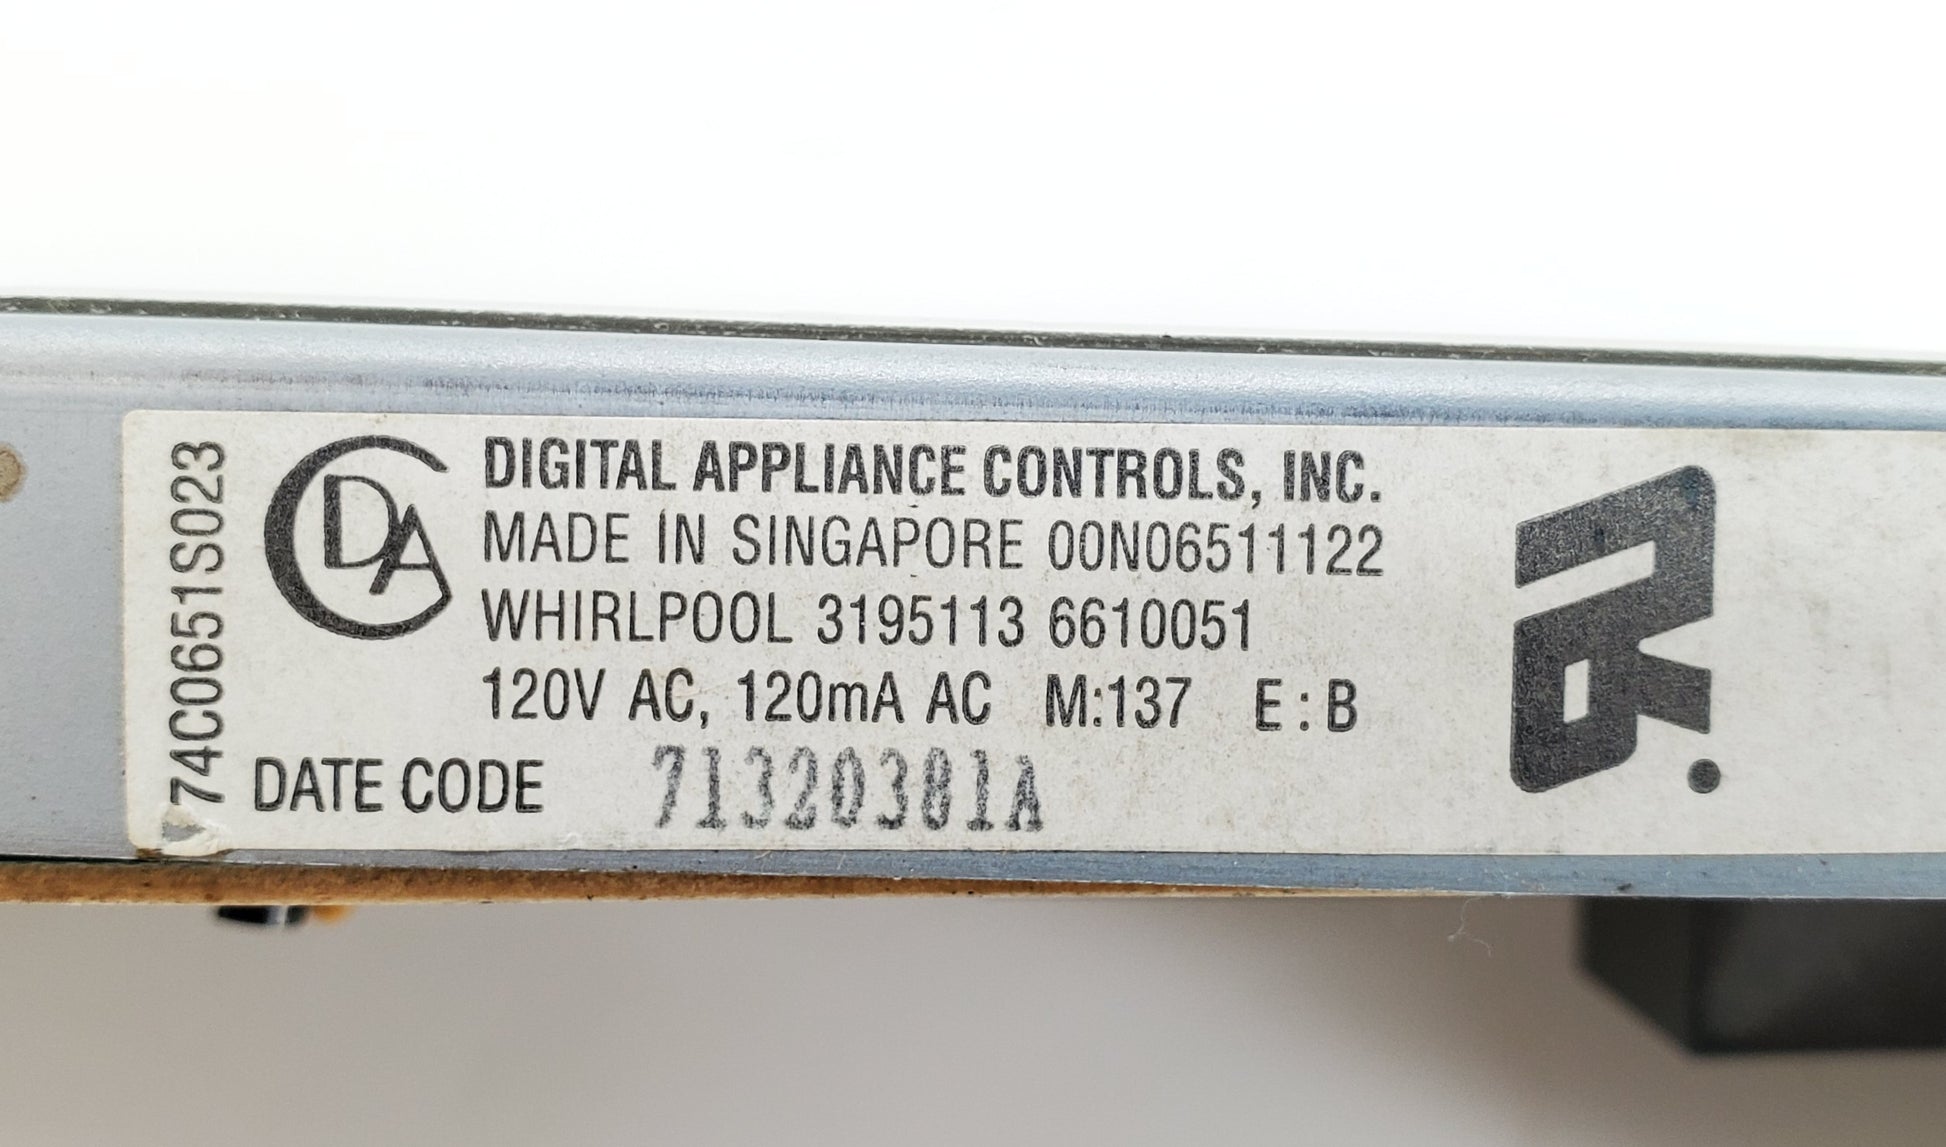 74C0651S023
CDA
DIGITAL APPLIANCE CONTROLS, INC.
MADE IN SINGAPORE 00N06511122
WHIRLPOOL 3195113 6610051
120V AC, 120mA AC M:137 E:B
DATE CODE 71320381A